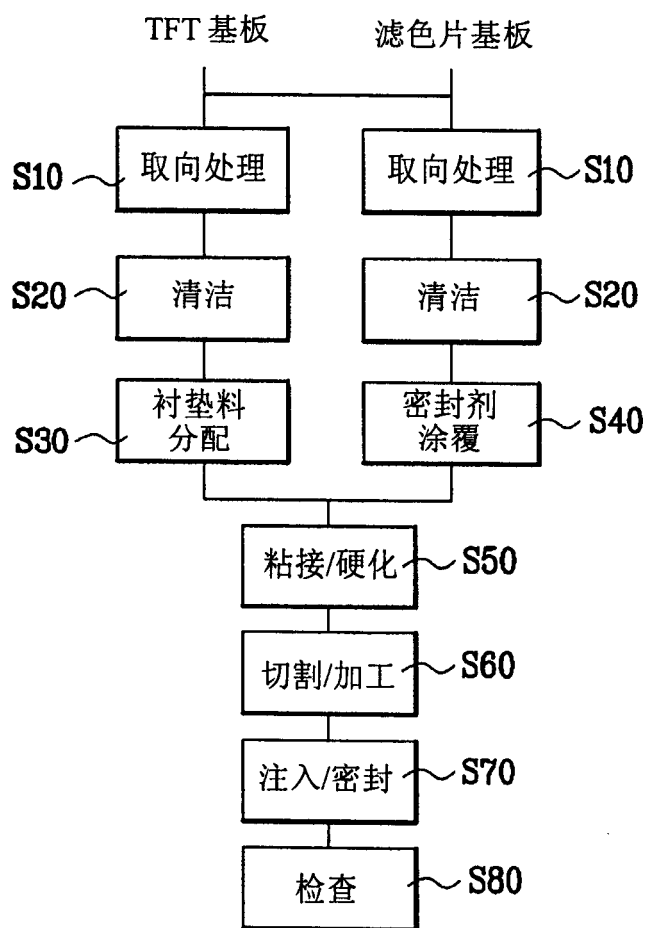 TFT 基板
滤色片基板
S10
取向处理
取向处理
S10
S20
清洁
清洁
S20
S30
衬垫料
分配
密封剂
涂覆
S40
粘接/硬化
S50
切割/加工
S60
注入/密封
S70
检查
S80